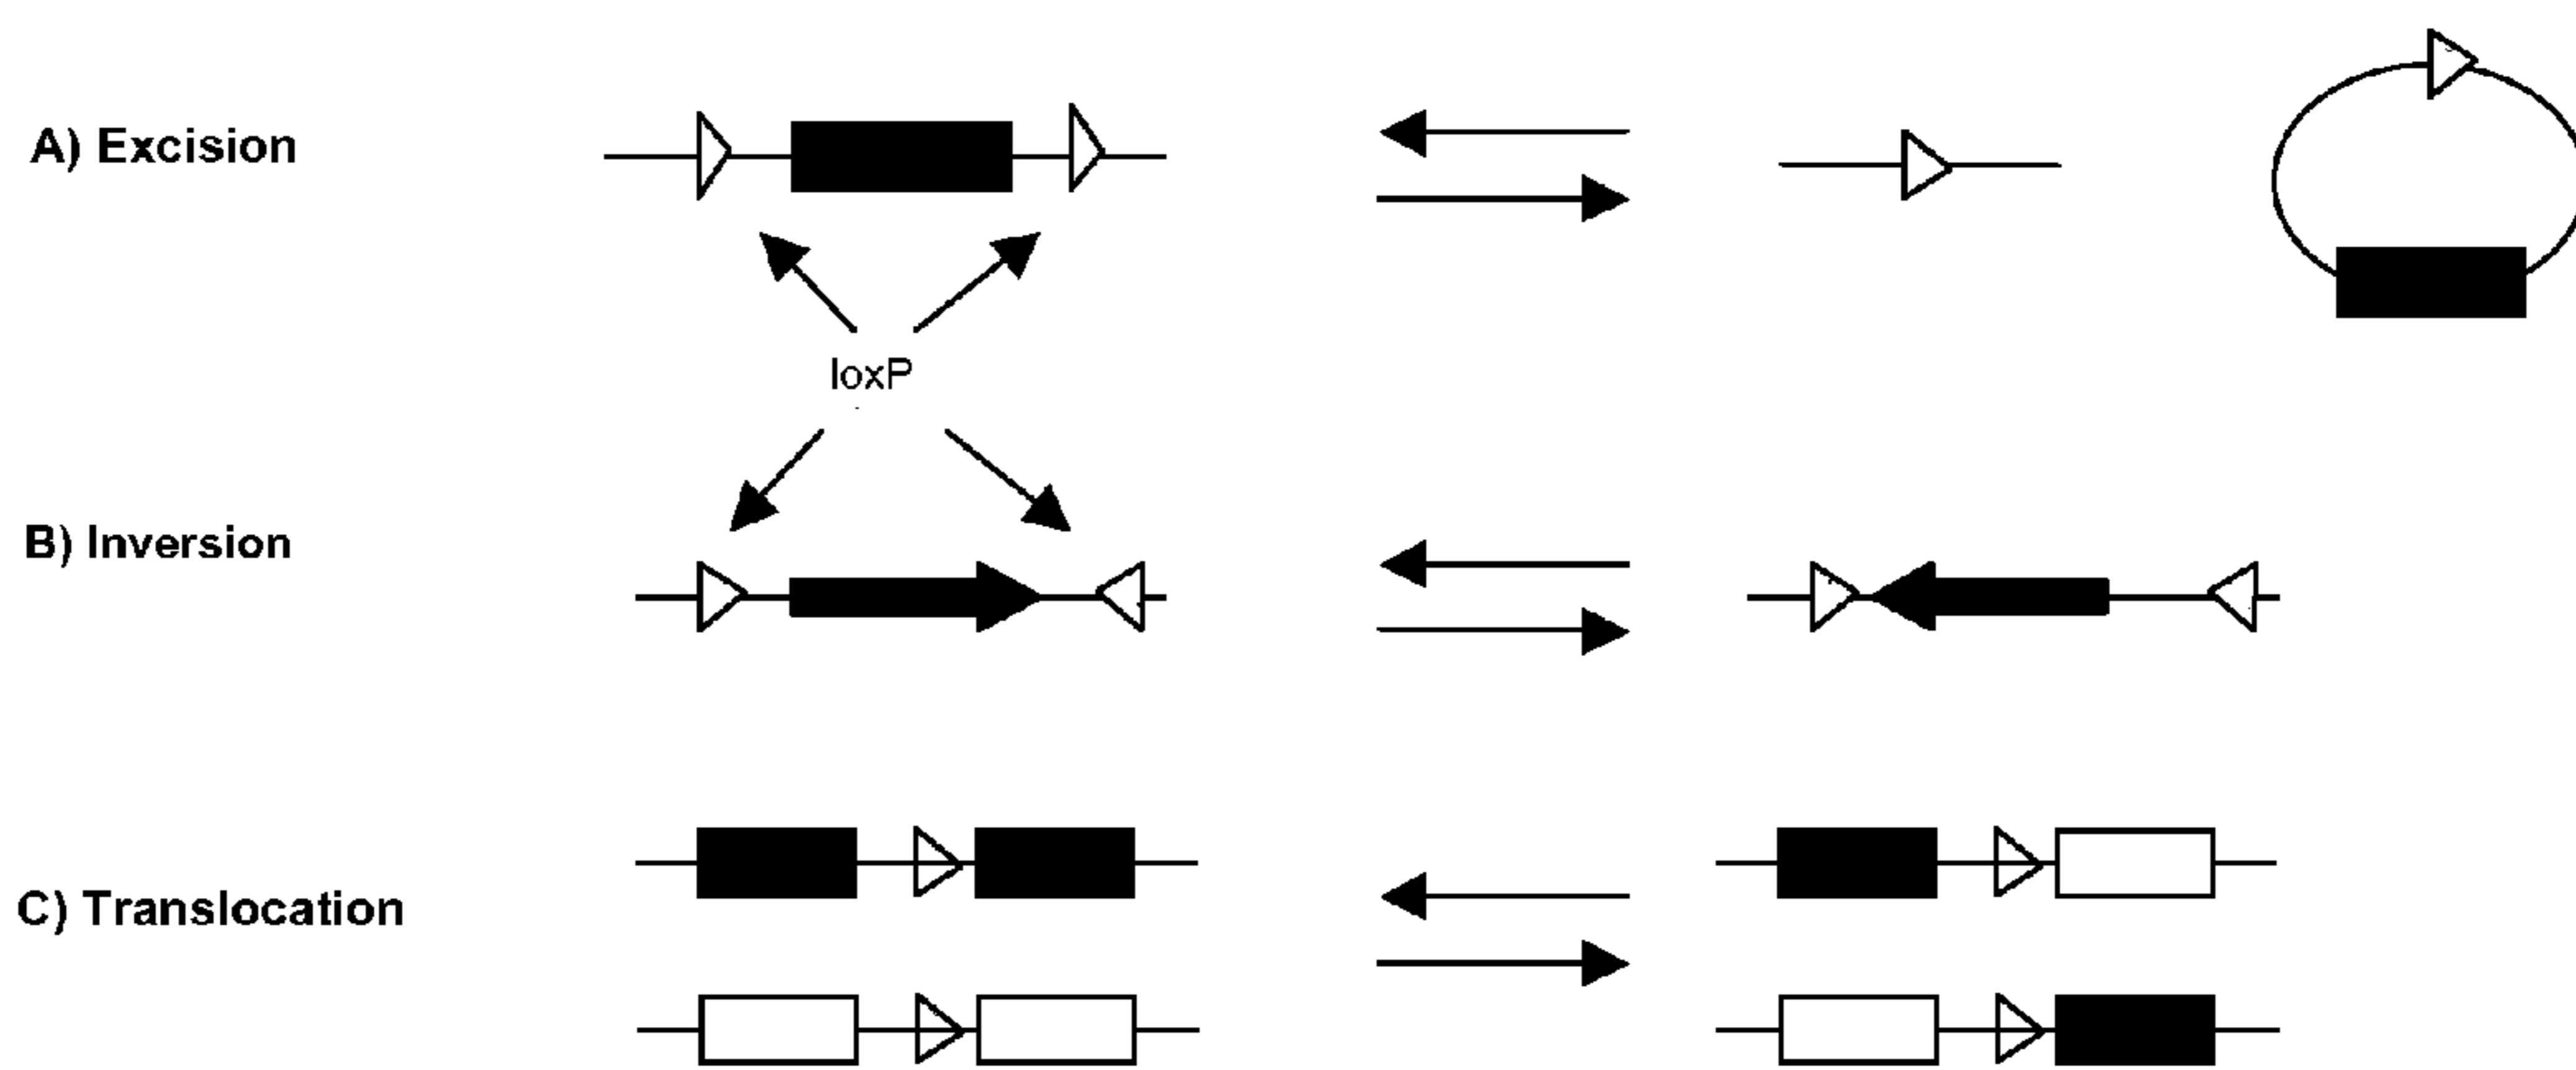 A) Excision
loxP
B) Inversion
C) Translocation